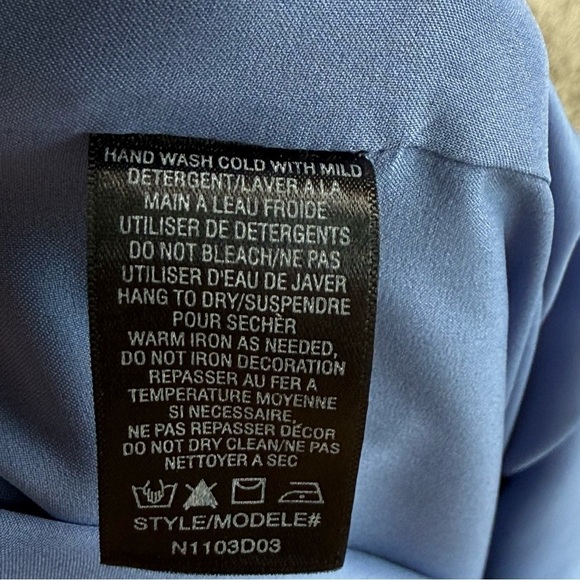 HAND WASH COLD WITH MILD
DETERGENT/LAVER A LA
MAIN A LEAU FROIDE
UTILISER DE DETERGENTS
DO NOT BLEACH/NE PAS
UTILISER D'EAU DE JAVER
HANG TO DRY/SUSPENDRE
POUR SECHÈR
WARM IRON AS NEEDED,
DO NOT IRON DECORATION
REPASSER AU FER A
TEMPERATURE MOYENNE
SI NECESSAIRE,
NE PAS REPASSER DÉCOR
DO NOT DRY CLEAN/NE PAS
NETTOYER A SEC
STYLE/MODELE#
N1103D03